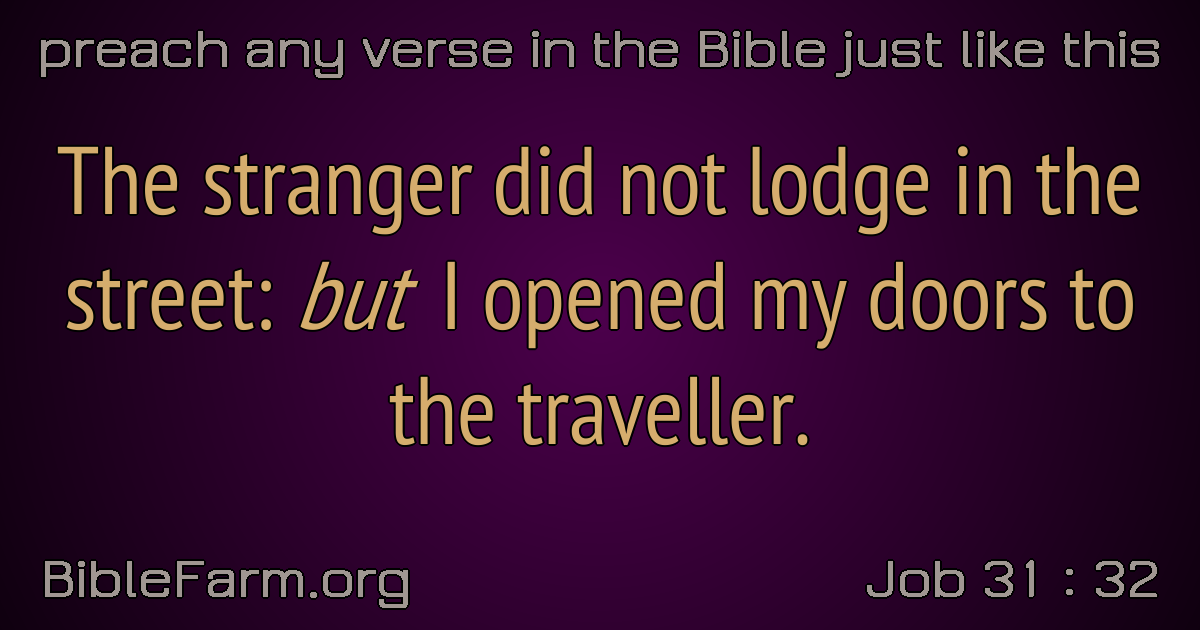 preach any verse in the Bible just like this
The stranger did not lodge in the
street: but I opened my doors to
the traveller.
BibleFarm.org
Job 31 : 32